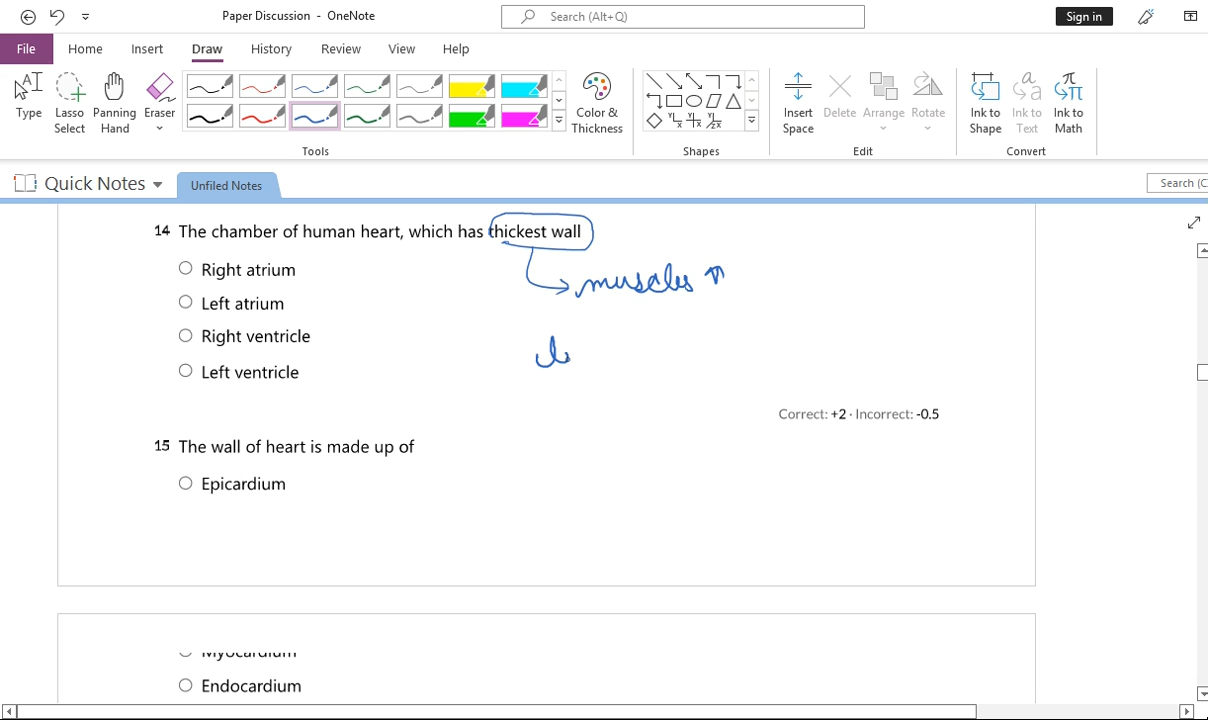 Paper Discussion - OneNote
Search (Alt+Q)
Sign in
File Home Insert Draw History Review View Help
Type
Lasso Select
Panning Hand
Eraser
Color & Thickness
Insert Space
Delete
Arrange
Rotate
Ink to Shape
Ink to Text
Ink to Math
Tools
Shapes
Edit
Convert
Quick Notes
Unfiled Notes
Search (C
14 The chamber of human heart, which has thickest wall
Right atrium
muscles ↑
Left atrium
Right ventricle
Left ventricle
Correct: +2 · Incorrect: -0.5
15 The wall of heart is made up of
Epicardium
Myocardium
Endocardium